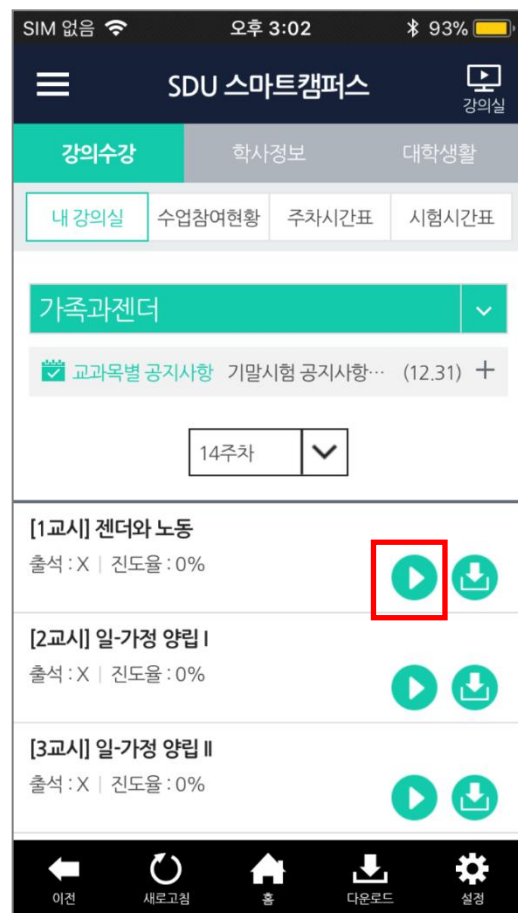 SIM 없음 오후 3:02 93%
SDU 스마트캠퍼스
강의실
강의수강 학사정보 대학생활
내 강의실 수업참여현황 주차시간표 시험시간표
가족과젠더
교과목별 공지사항 기말시험 공지사항… (12.31) +
14주차
[1교시] 젠더와 노동
출석 : X | 진도율 : 0%
[2교시] 일-가정 양립 Ⅰ
출석 : X | 진도율 : 0%
[3교시] 일-가정 양립 Ⅱ
출석 : X | 진도율 : 0%
이전 새로고침 홈 다운로드 설정